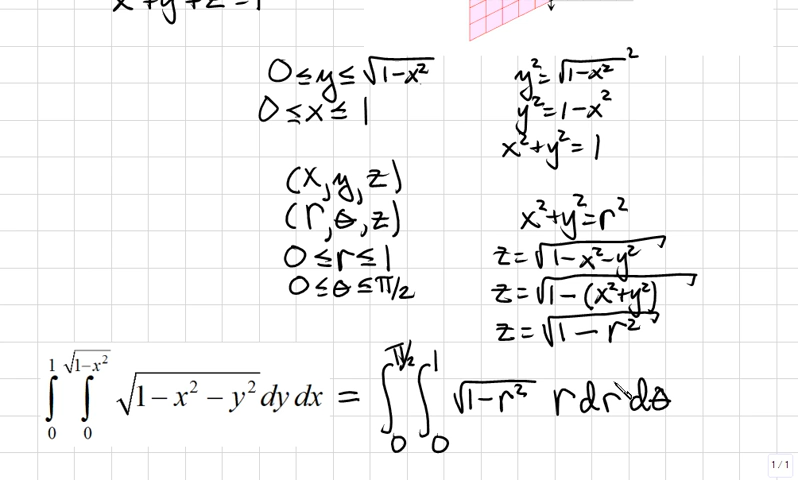 x+y+z=1
0≤y≤√(1-x²)
0≤x≤1
(x,y,z)
(r,θ,z)
0≤r≤1
0≤θ≤π/2
y²=√(1-x²)²
y²=1-x²
x²+y²=1
x²+y²=r²
z=√(1-x²-y²)
z=√(1-(x²+y²))
z=√(1-r²)
∫₀¹ ∫₀^√(1-x²) √(1-x²-y²) dy dx = ∫₀^π/2 ∫₀¹ √(1-r²) r dr dθ
1/1